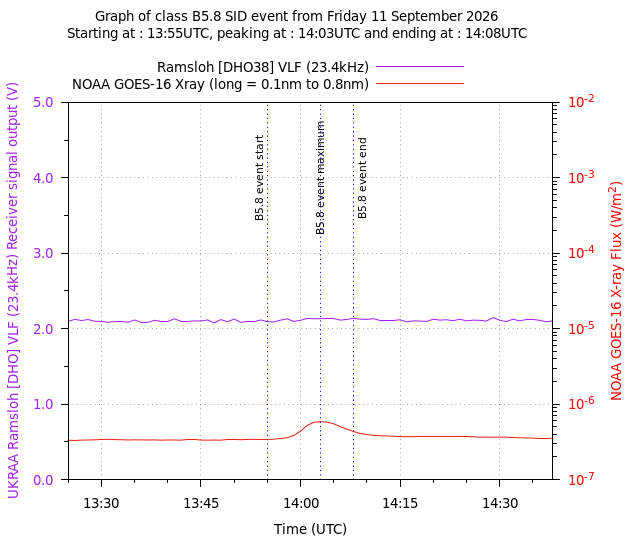 Graph of class B5.8 SID event from Friday 11 September 2026
Starting at : 13:55UTC, peaking at : 14:03UTC and ending at : 14:08UTC
Ramsloh [DHO38] VLF (23.4kHz)
NOAA GOES-16 Xray (long = 0.1nm to 0.8nm)
UKRAA Ramsloh [DHO] VLF (23.4kHz) Receiver signal output (V)
5.0
4.0
3.0
2.0
1.0
0.0
B5.8 event start
B5.8 event maximum
B5.8 event end
10^-2
10^-3
10^-4
10^-5
10^-6
10^-7
NOAA GOES-16 X-ray Flux (W/m²)
13:30 13:45 14:00 14:15 14:30
Time (UTC)